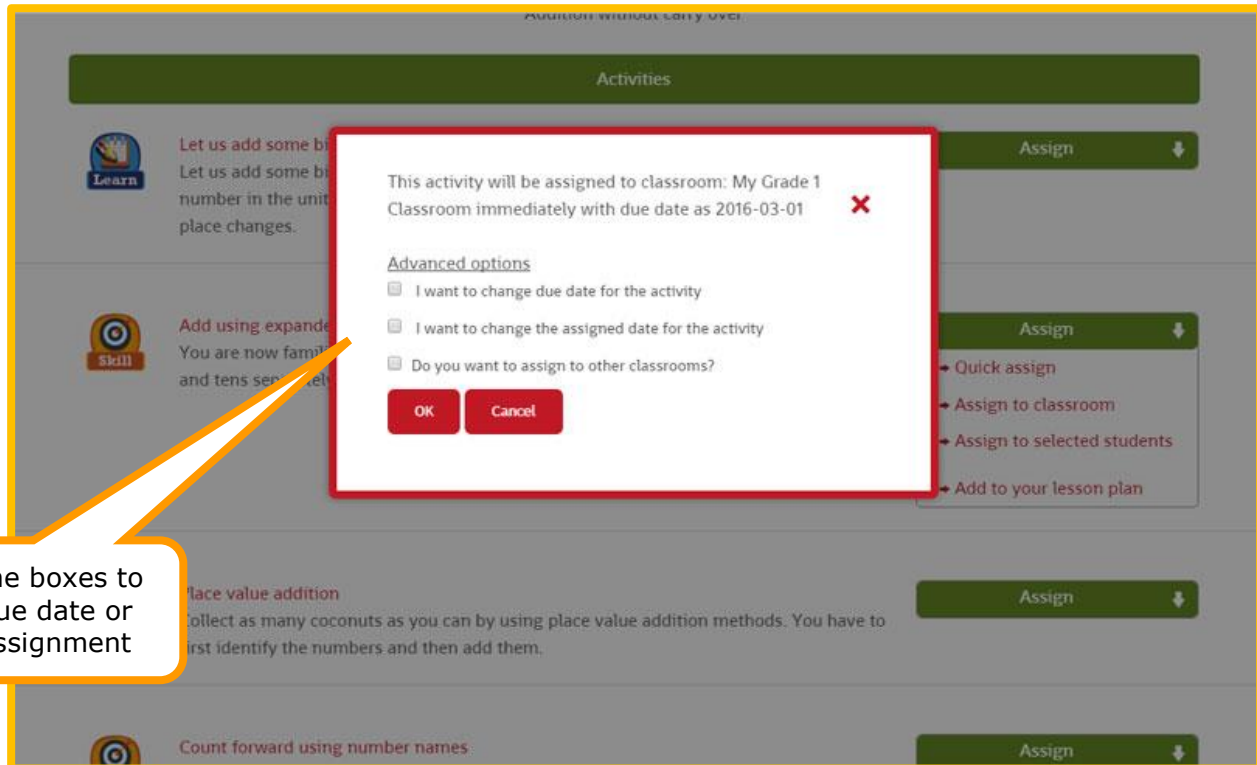 Addition without carry over
Activities
Learn
Let us add some bi
Let us add some bi
number in the unit
place changes.
Assign
This activity will be assigned to classroom: My Grade 1
Classroom immediately with due date as 2016-03-01
Advanced options
I want to change due date for the activity
I want to change the assigned date for the activity
Do you want to assign to other classrooms?
OK Cancel
Skill
Add using expande
You are now famili
and tens sep
Assign
Quick assign
Assign to classroom
Assign to selected students
Add to your lesson plan
he boxes to
ue date or
ssignment
Place value addition
Collect as many coconuts as you can by using place value addition methods. You have to
first identify the numbers and then add them.
Assign
Count forward using number names
Assign